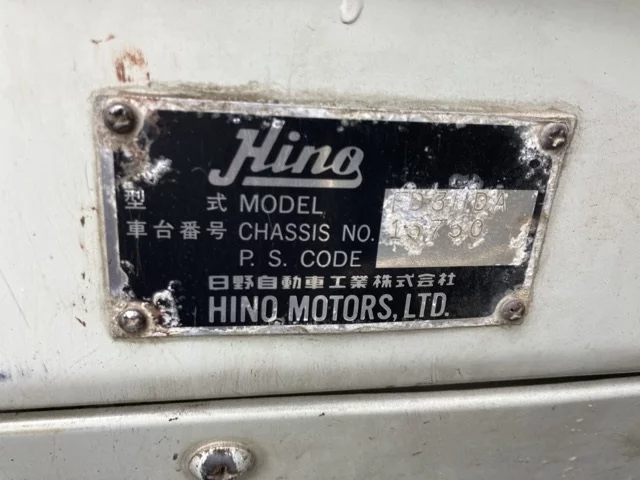 Hino
型 式 MODEL
車台番号 CHASSIS NO. 15750
P. S. CODE
日野自動車工業株式会社
HINO MOTORS, LTD.